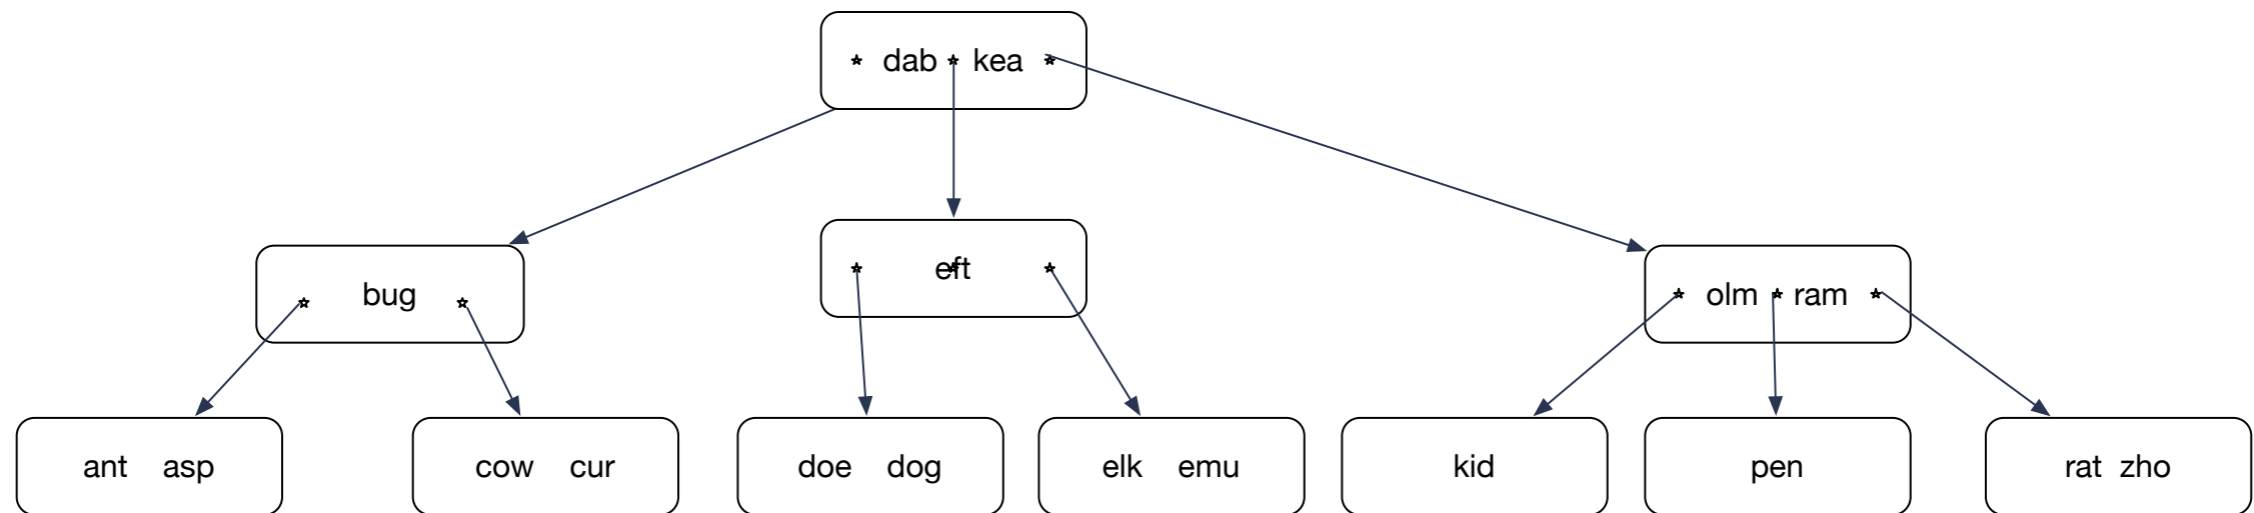 dab kea
bug
eft
olm ram
ant asp
cow cur
doe dog
elk emu
kid
pen
rat zho